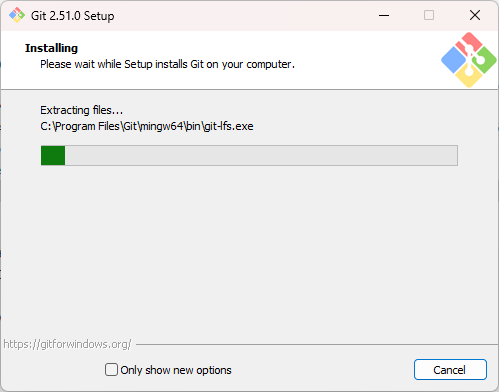 Git 2.51.0 Setup
Installing
Please wait while Setup installs Git on your computer.
Extracting files...
C:\Program Files\Git\mingw64\bin\git-lfs.exe
https://gitforwindows.org/
Only show new options
Cancel